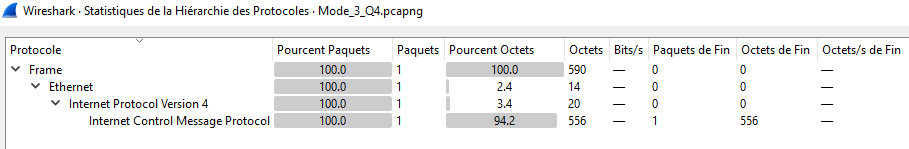 Wireshark · Statistiques de la Hiérarchie des Protocoles · Mode_3_Q4.pcapng
Protocole Pourcent Paquets Paquets Pourcent Octets Octets Bits/s Paquets de Fin Octets de Fin Octets/s de Fin
Frame 100.0 1 100.0 590 — 0 0 —
Ethernet 100.0 1 2.4 14 — 0 0 —
Internet Protocol Version 4 100.0 1 3.4 20 — 0 0 —
Internet Control Message Protocol 100.0 1 94.2 556 — 1 556 —